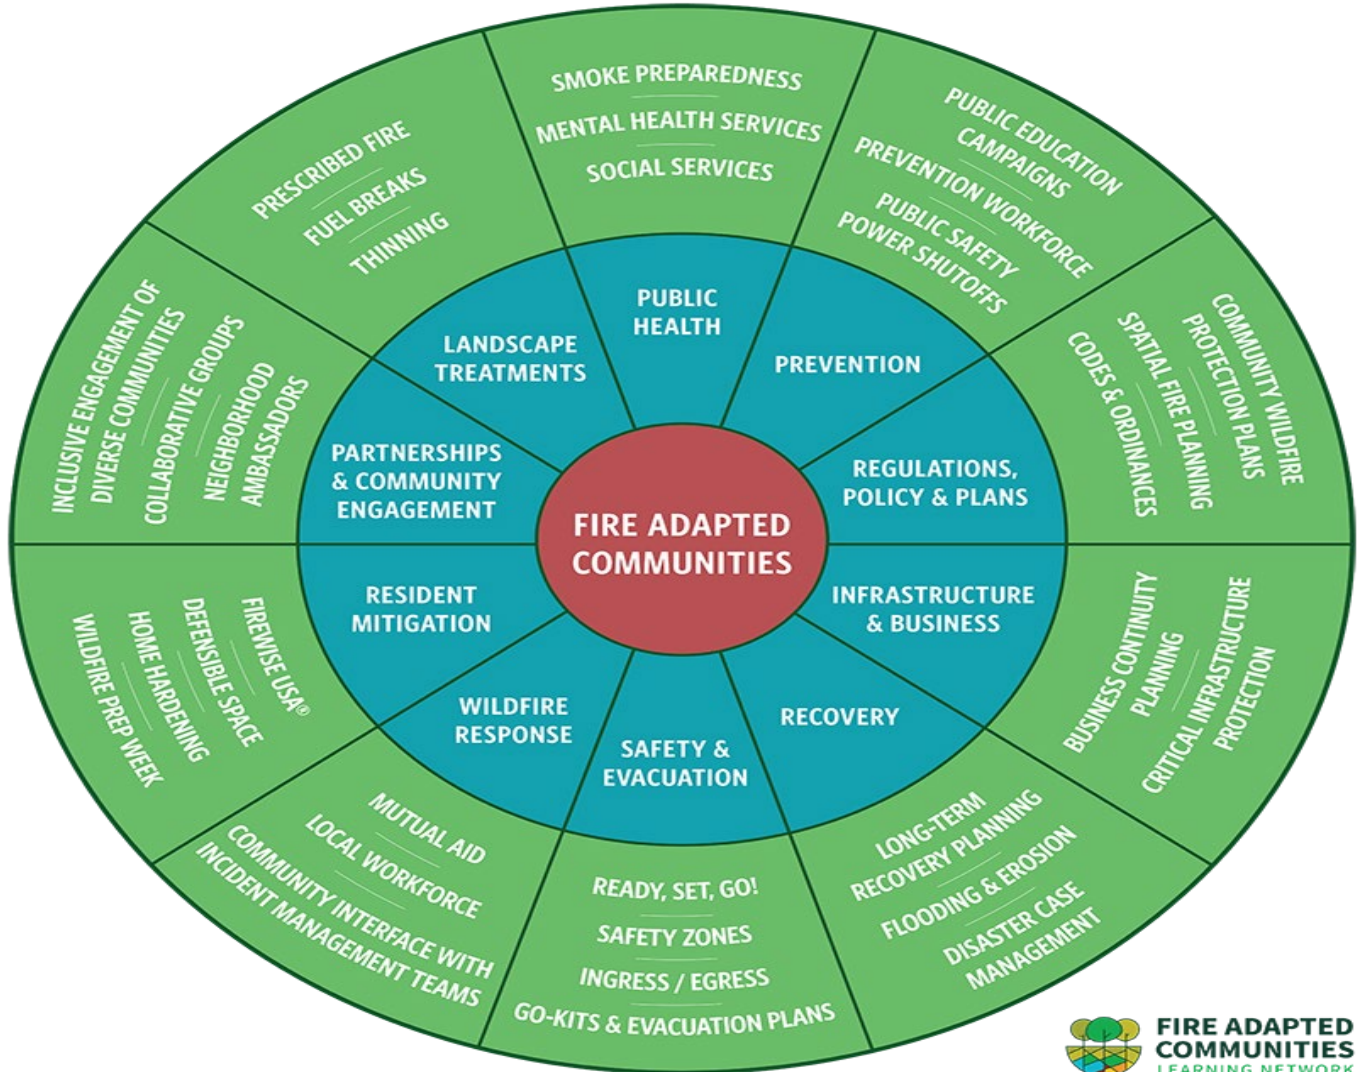 FIRE ADAPTED
COMMUNITIES
PUBLIC
HEALTH
SMOKE PREPAREDNESS
MENTAL HEALTH SERVICES
SOCIAL SERVICES
PREVENTION
PUBLIC EDUCATION
CAMPAIGNS
PREVENTION WORKFORCE
PUBLIC SAFETY
POWER SHUTOFFS
REGULATIONS,
POLICY & PLANS
COMMUNITY WILDFIRE
PROTECTION PLANS
SPATIAL FIRE PLANNING
CODES & ORDINANCES
INFRASTRUCTURE
& BUSINESS
BUSINESS CONTINUITY
PLANNING
CRITICAL INFRASTRUCTURE
PROTECTION
RECOVERY
LONG-TERM
RECOVERY PLANNING
FLOODING & EROSION
DISASTER CASE
MANAGEMENT
SAFETY &
EVACUATION
READY, SET, GO!
SAFETY ZONES
INGRESS / EGRESS
GO-KITS & EVACUATION PLANS
WILDFIRE
RESPONSE
MUTUAL AID
LOCAL WORKFORCE
COMMUNITY INTERFACE WITH
INCIDENT MANAGEMENT TEAMS
RESIDENT
MITIGATION
FIREWISE USA®
DEFENSIBLE SPACE
HOME HARDENING
WILDFIRE PREP WEEK
PARTNERSHIPS
& COMMUNITY
ENGAGEMENT
INCLUSIVE ENGAGEMENT OF
DIVERSE COMMUNITIES
COLLABORATIVE GROUPS
NEIGHBORHOOD
AMBASSADORS
LANDSCAPE
TREATMENTS
PRESCRIBED FIRE
FUEL BREAKS
THINNING
FIRE ADAPTED
COMMUNITIES
LEARNING NETWORK